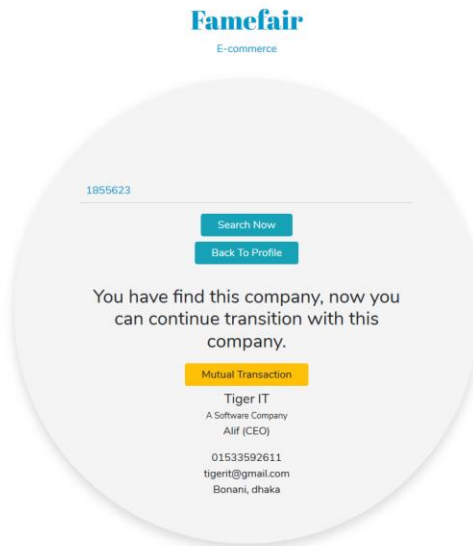 Famefair
E-commerce
1855623
Search Now
Back To Profile
You have find this company, now you
can continue transition with this
company.
Mutual Transaction
Tiger IT
A Software Company
Alif (CEO)
01533592611
tigerit@gmail.com
Bonani, dhaka